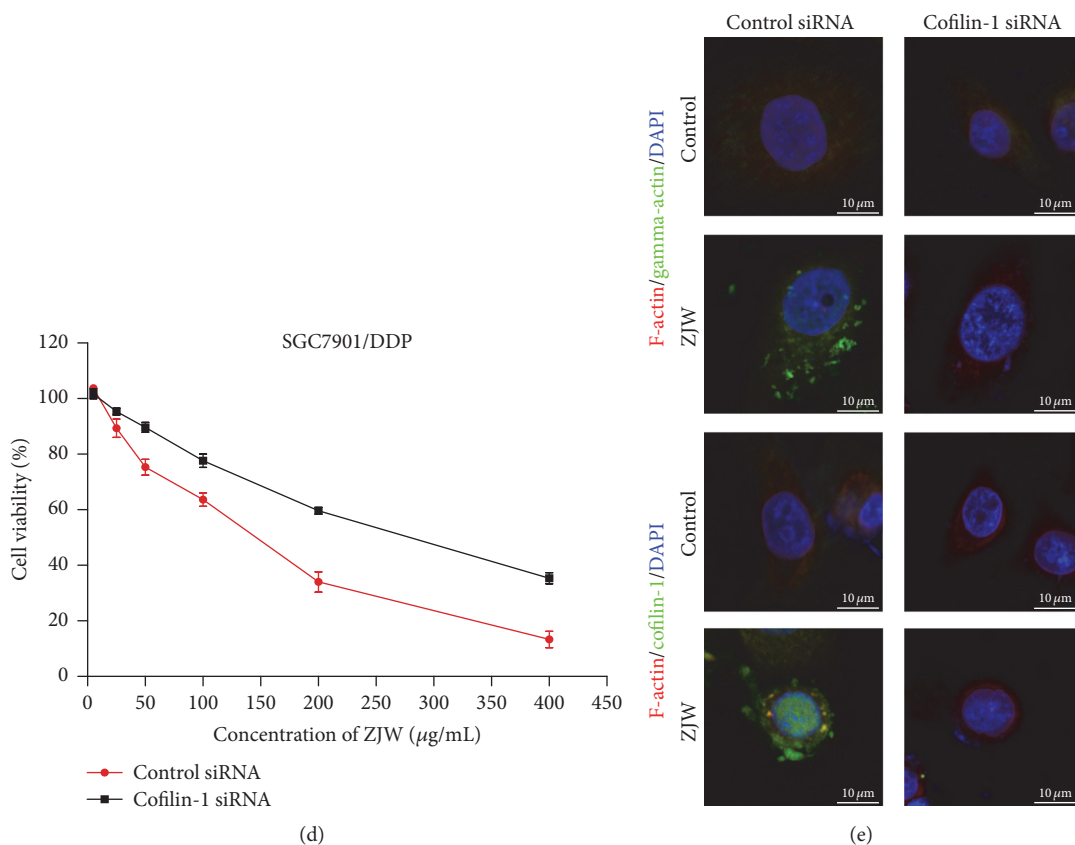 SGC7901/DDP
120
100
80
60
40
20
0
Cell viability (%)
0 50 100 150 200 250 300 350 400 450
Concentration of ZJW (μg/mL)
Control siRNA
Cofilin-1 siRNA
(d)
Control siRNA Cofilin-1 siRNA
F-actin/gamma-actin/DAPI
Control
10 μm 10 μm
ZJW
10 μm 10 μm
F-actin/cofilin-1/DAPI
Control
10 μm 10 μm
ZJW
10 μm 10 μm
(e)